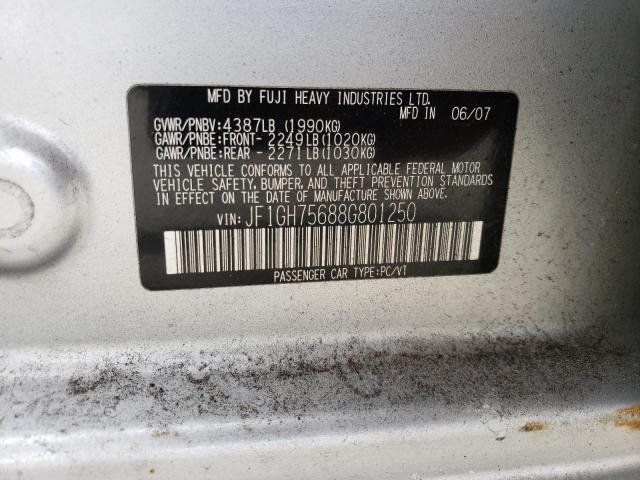 MFD BY FUJI HEAVY INDUSTRIES LTD.
MFD IN 06/07
GVWR/PNBV:4387LB (1990KG)
GAWR/PNBE:FRONT-2249LB(1020KG)
GAWR/PNBE:REAR -2271LB(1030KG)
THIS VEHICLE CONFORMS TO ALL APPLICABLE FEDERAL MOTOR
VEHICLE SAFETY, BUMPER, AND THEFT PREVENTION STANDARDS
IN EFFECT ON THE DATE OF MANUFACTURE SHOWN ABOVE.
VIN: JF1GH75688G801250
PASSENGER CAR TYPE:PC/VT